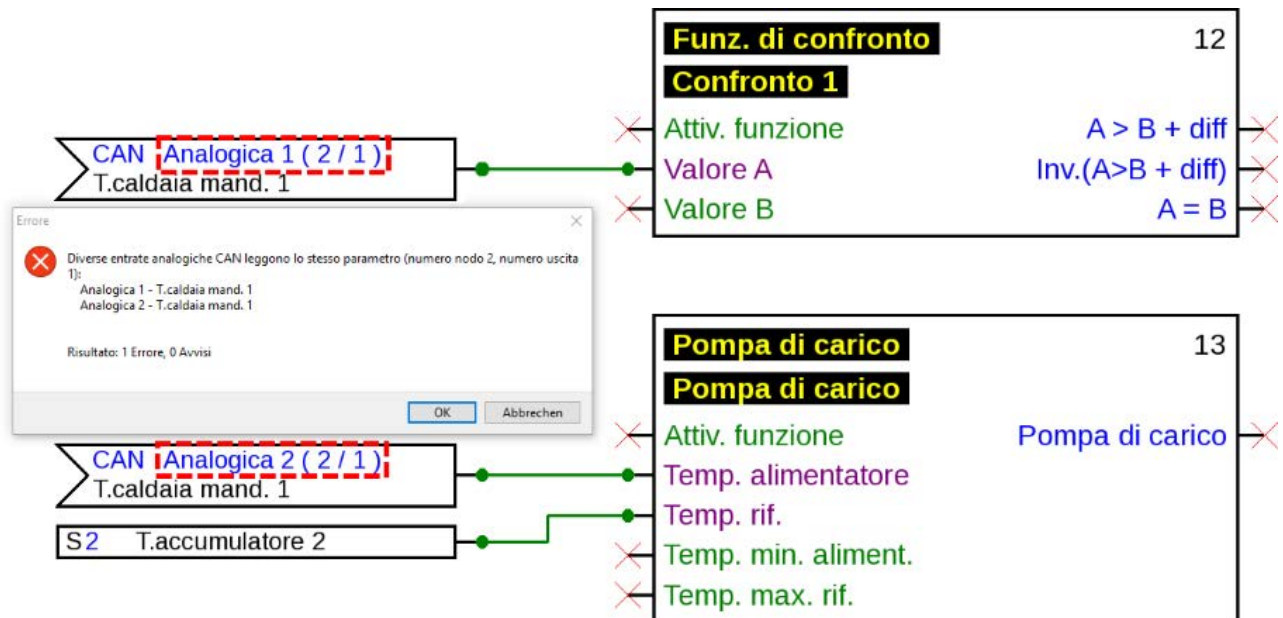 Funz. di confronto 12
Confronto 1
Attiv. funzione A > B + diff
CAN Analogica 1 ( 2 / 1 )
T.caldaia mand. 1
Valore A Inv.(A>B + diff)
Valore B A = B
Errore
Diverse entrate analogiche CAN leggono lo stesso parametro (numero nodo 2, numero uscita
1):
Analogica 1 - T.caldaia mand. 1
Analogica 2 - T.caldaia mand. 1
Risultato: 1 Errore, 0 Avvisi
OK Abbrechen
Pompa di carico 13
Pompa di carico
Attiv. funzione Pompa di carico
CAN Analogica 2 ( 2 / 1 )
T.caldaia mand. 1
Temp. alimentatore
Temp. rif.
S2 T.accumulatore 2
Temp. min. aliment.
Temp. max. rif.